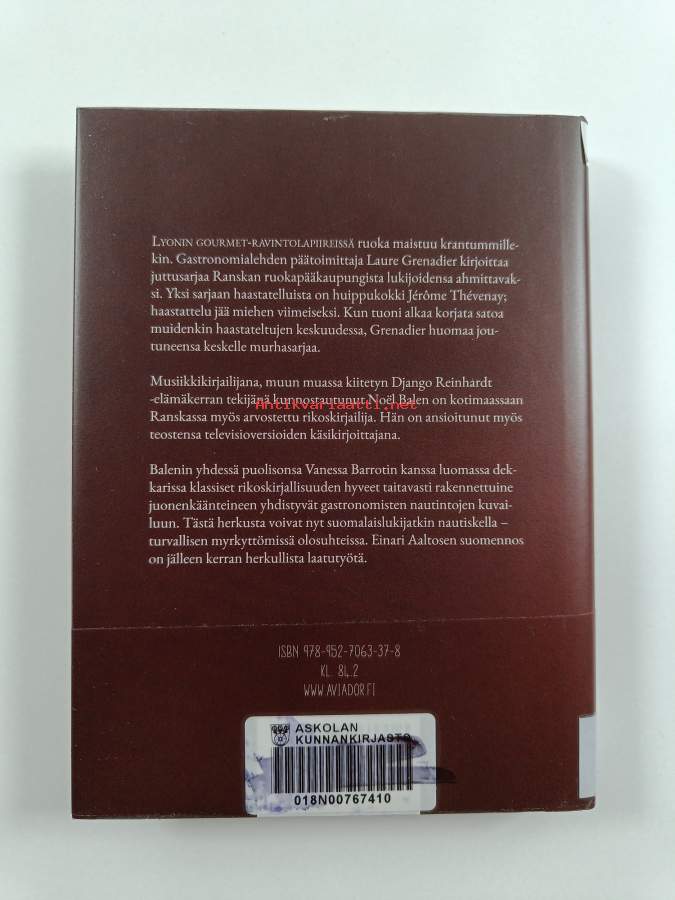 LYONIN GOURMET-RAVINTOLAPIIREISSÄ ruoka maistuu krantummille-
kin. Gastronomialehden päätoimittaja Laure Grenadier kirjoittaa
juttusarjaa Ranskan ruokapääkaupungista lukijoidensa ahmittavak-
si. Yksi sarjaan haastatelluista on huippukokki Jérôme Thévenay;
haastattelu jää miehen viimeiseksi. Kun tuoni alkaa korjata satoa
muidenkin haastateltujen keskuudessa, Grenadier huomaa jou-
tuneensa keskelle murhasarjaa.
Musiikkikirjailijana, muun muassa kiitetyn Django Reinhardt
-elämäkerran tekijänä kunnostautunut Noël Balen on kotimaassaan
Antikvariaatti.net
Ranskassa myös arvostettu rikoskirjailija. Hän on ansioitunut myös
teostensa televisioversioiden käsikirjoittajana.
Balenin yhdessä puolisonsa Vanessa Barrotin kanssa luomassa dek-
karissa klassiset rikoskirjallisuuden hyveet taitavasti rakennettuine
juonenkäänteineen yhdistyvät gastronomisten nautintojen kuvai-
luun. Tästä herkusta voivat nyt suomalaislukijatkin nautiskella –
turvallisen myrkyttömissä olosuhteissa. Einari Aaltosen suomennos
on jälleen kerran herkullista laatutyötä.
ISBN 978-952-7063-37-8
KL 84.2
WWW.AVIADOR.FI
ASKOLAN
KUNNANKIRJASTO
018N00767410